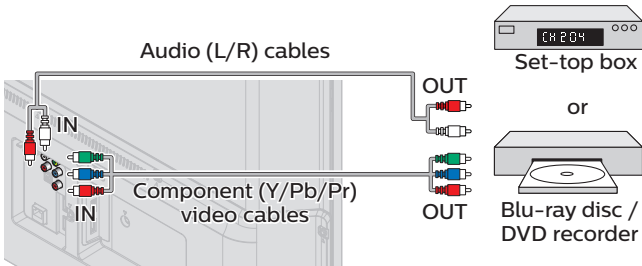 Audio (L/R) cables
IN
OUT
CH 204
Set-top box
or
Component (Y/Pb/Pr)
video cables
IN
OUT
Blu-ray disc /
DVD recorder